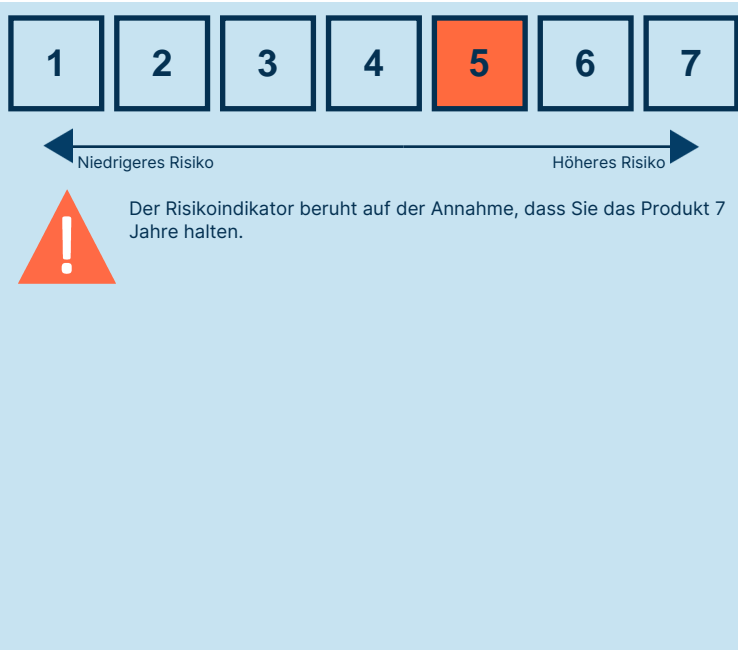 1 2 3 4 5 6 7
Niedrigeres Risiko Höheres Risiko
Der Risikoindikator beruht auf der Annahme, dass Sie das Produkt 7
Jahre halten.